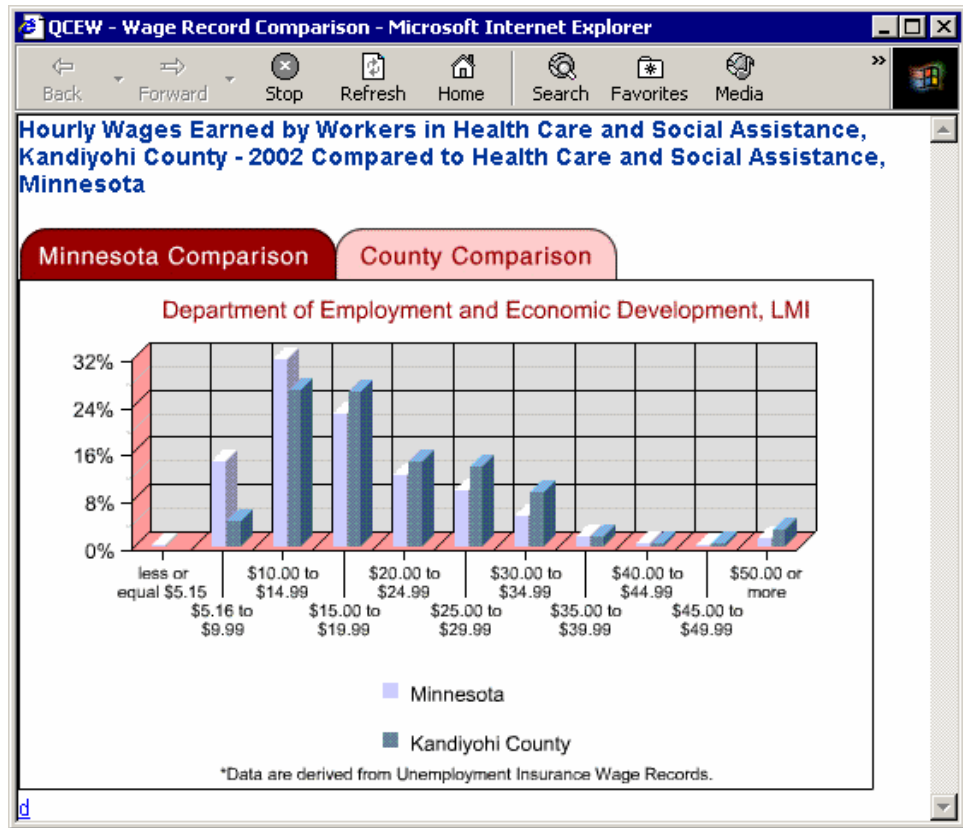 QCEW - Wage Record Comparison - Microsoft Internet Explorer
Back Forward Stop Refresh Home Search Favorites Media »
Hourly Wages Earned by Workers in Health Care and Social Assistance,
Kandiyohi County - 2002 Compared to Health Care and Social Assistance,
Minnesota
Minnesota Comparison County Comparison
Department of Employment and Economic Development, LMI
32%
24%
16%
8%
0%
less or $10.00 to $20.00 to $30.00 to $40.00 to $50.00 or
equal $5.15 $14.99 $24.99 $34.99 $44.99 more
$5.16 to $15.00 to $25.00 to $35.00 to $45.00 to
$9.99 $19.99 $29.99 $39.99 $49.99
Minnesota
Kandiyohi County
*Data are derived from Unemployment Insurance Wage Records.
d